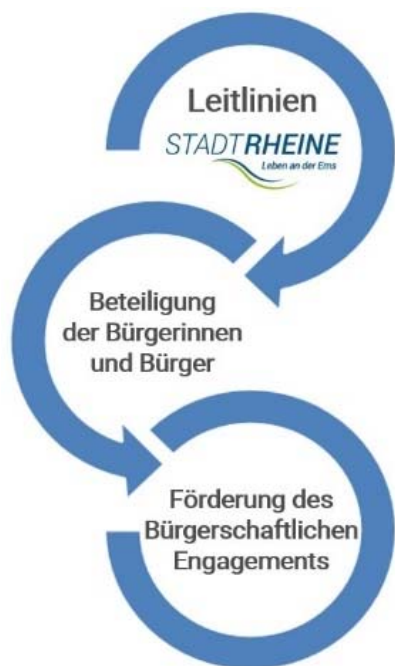 Leitlinien
STADTRHEINE
Leben an der Ems
Beteiligung
der Bürgerinnen
und Bürger
Förderung des
Bürgerschaftlichen
Engagements